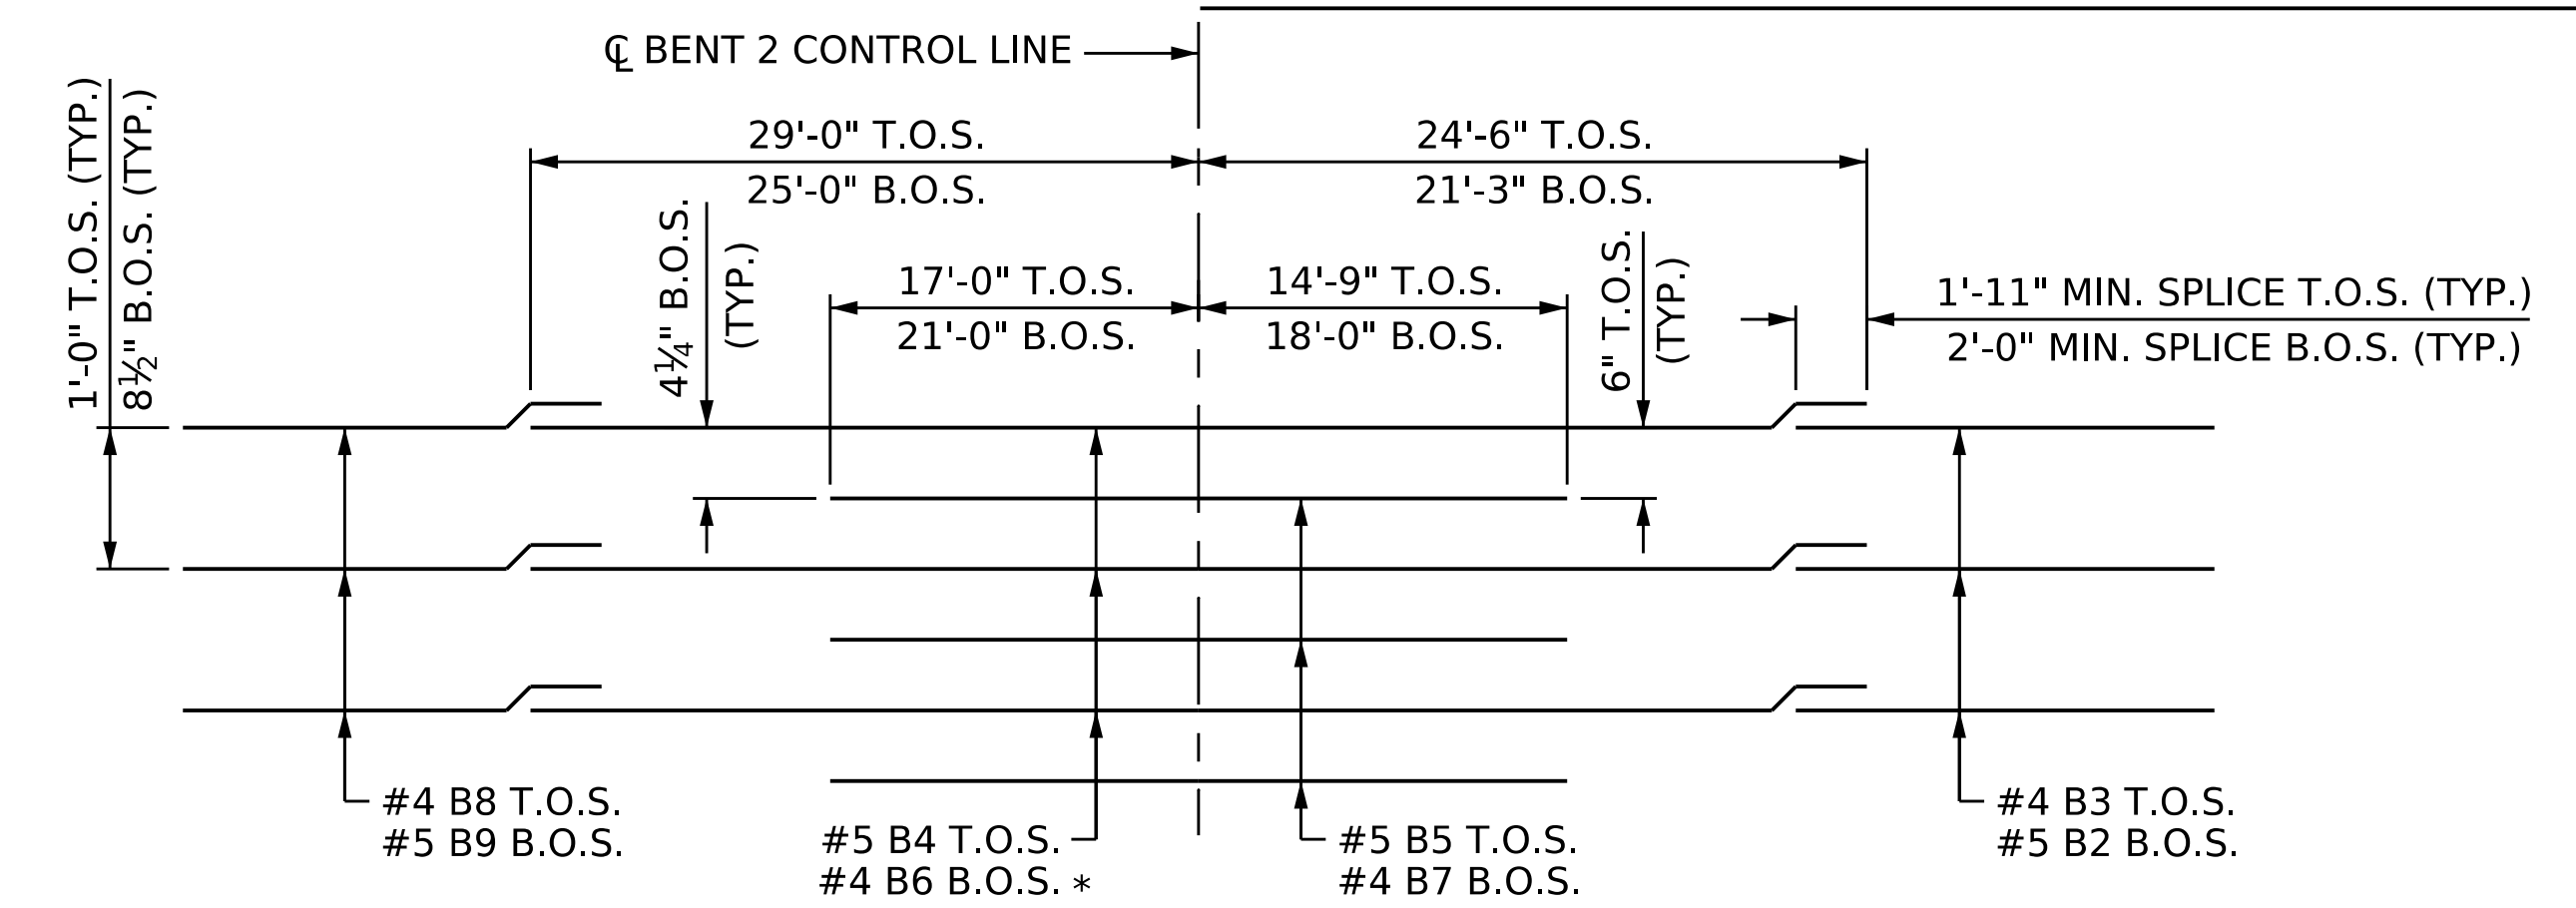 ℄ BENT 2 CONTROL LINE
1'-0" T.O.S. (TYP.)
8½" B.O.S. (TYP.)
29'-0" T.O.S.
25'-0" B.O.S.
24'-6" T.O.S.
21'-3" B.O.S.
4¼" B.O.S.
(TYP.)
17'-0" T.O.S.
21'-0" B.O.S.
14'-9" T.O.S.
18'-0" B.O.S.
6" T.O.S.
(TYP.)
1'-11" MIN. SPLICE T.O.S. (TYP.)
2'-0" MIN. SPLICE B.O.S. (TYP.)
#4 B8 T.O.S.
#5 B9 B.O.S.
#5 B4 T.O.S.
#4 B6 B.O.S. *
#5 B5 T.O.S.
#4 B7 B.O.S.
#4 B3 T.O.S.
#5 B2 B.O.S.